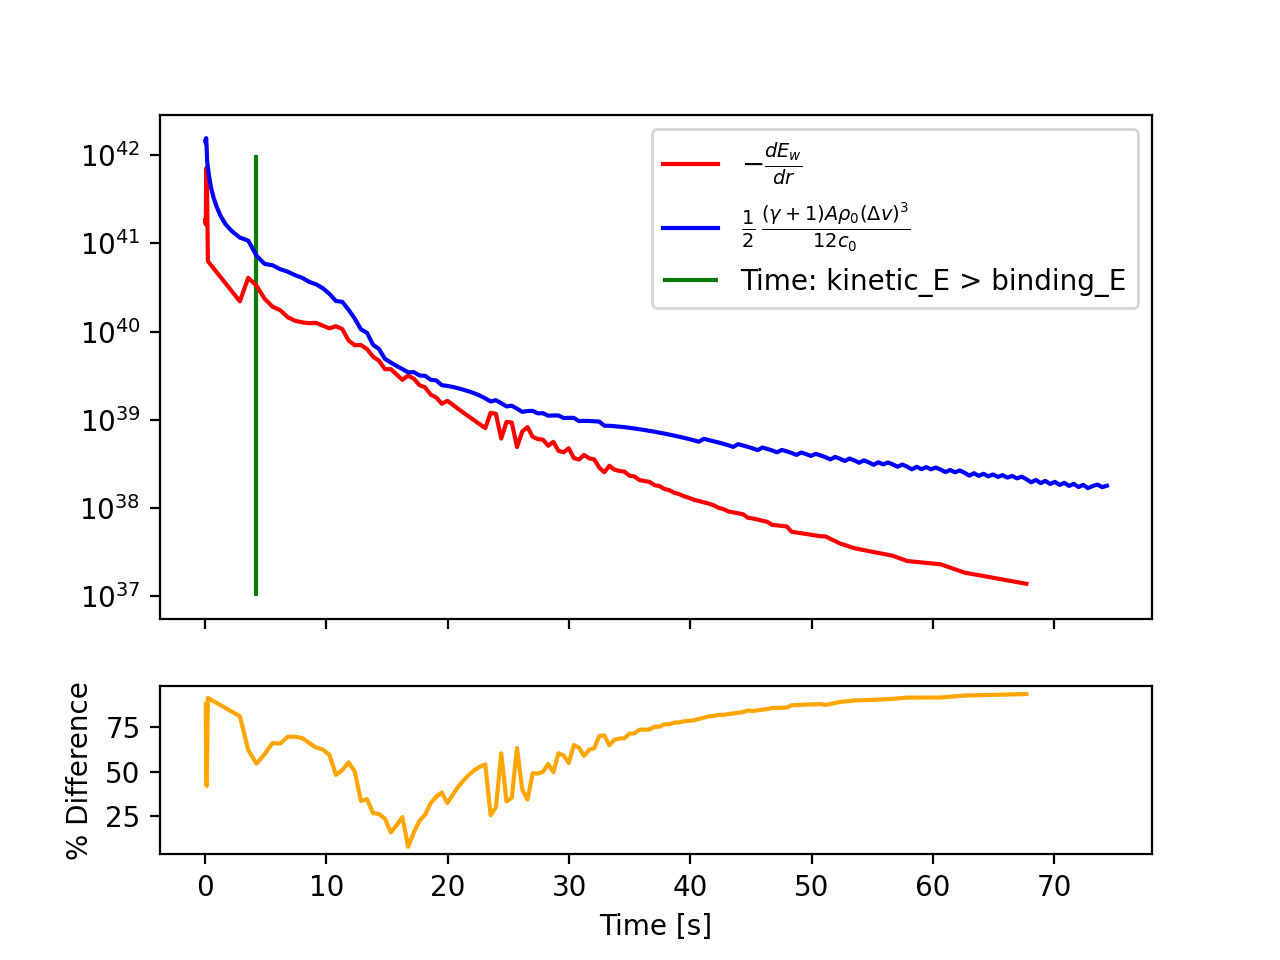 10^42
10^41
10^40
10^39
10^38
10^37
−dE_w/dr
1/2 (γ + 1)Aρ_0(Δv)^3/12c_0
Time: kinetic_E > binding_E
% Difference
75
50
25
0 10 20 30 40 50 60 70
Time [s]